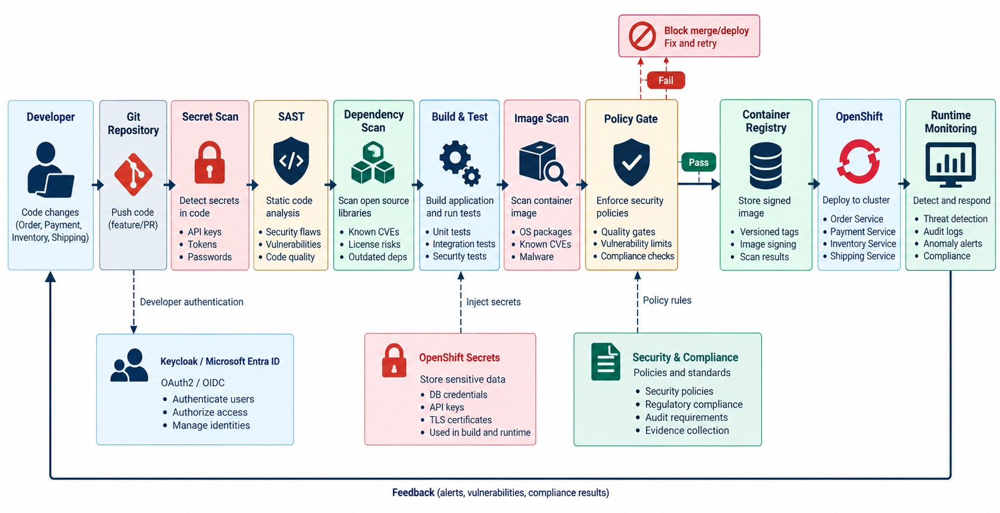 Block merge/deploy
Fix and retry
Fail
Developer
Code changes
(Order, Payment,
Inventory, Shipping)
Git
Repository
Push code
(feature/PR)
Secret Scan
Detect secrets
in code
• API keys
• Tokens
• Passwords
SAST
</>
Static code
analysis
• Security flaws
• Vulnerabilities
• Code quality
Dependency
Scan
Scan open source
libraries
• Known CVEs
• License risks
• Outdated deps
Build & Test
Build application
and run tests
• Unit tests
• Integration tests
• Security tests
Image Scan
Scan container
image
• OS packages
• Known CVEs
• Malware
Policy Gate
Enforce security
policies
• Quality gates
• Vulnerability limits
• Compliance checks
Pass
Container
Registry
Store signed
image
• Versioned tags
• Image signing
• Scan results
OpenShift
Deploy to cluster
• Order Service
• Payment Service
• Inventory Service
• Shipping Service
Runtime
Monitoring
Detect and respond
• Threat detection
• Audit logs
• Anomaly alerts
• Compliance
Developer authentication
Inject secrets
Policy rules
Keycloak / Microsoft Entra ID
OAuth2 / OIDC
• Authenticate users
• Authorize access
• Manage identities
OpenShift Secrets
Store sensitive data
• DB credentials
• API keys
• TLS certificates
• Used in build and runtime
Security & Compliance
Policies and standards
• Security policies
• Regulatory compliance
• Audit requirements
• Evidence collection
Feedback (alerts, vulnerabilities, compliance results)